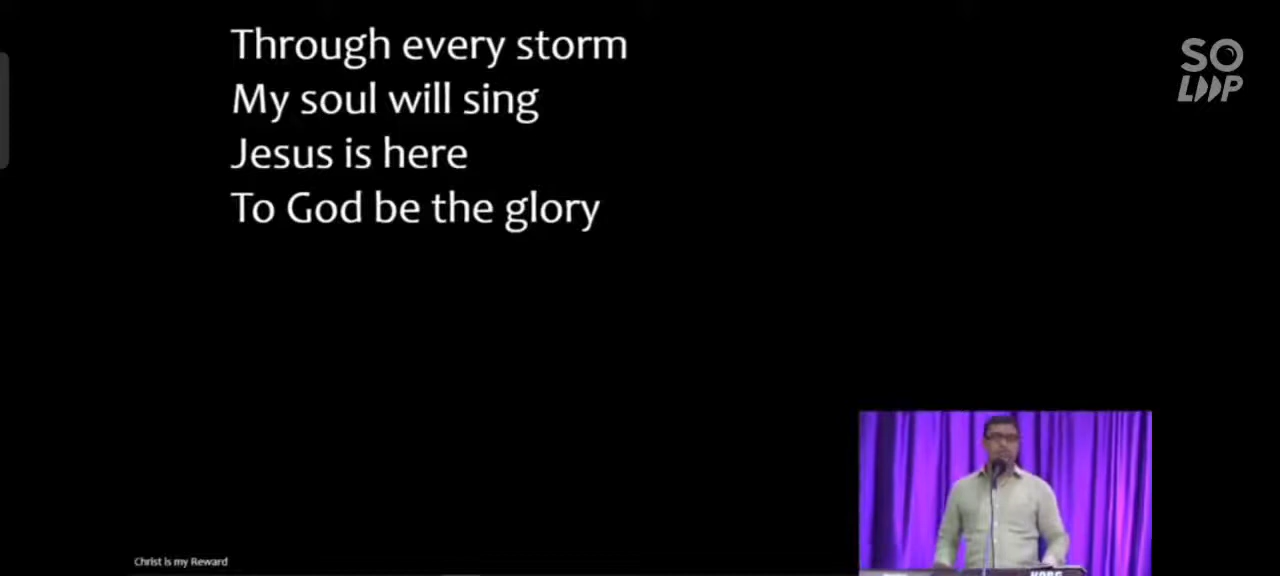 Through every storm
My soul will sing
Jesus is here
To God be the glory
SO
LOOP
Christ is my Reward
KORG